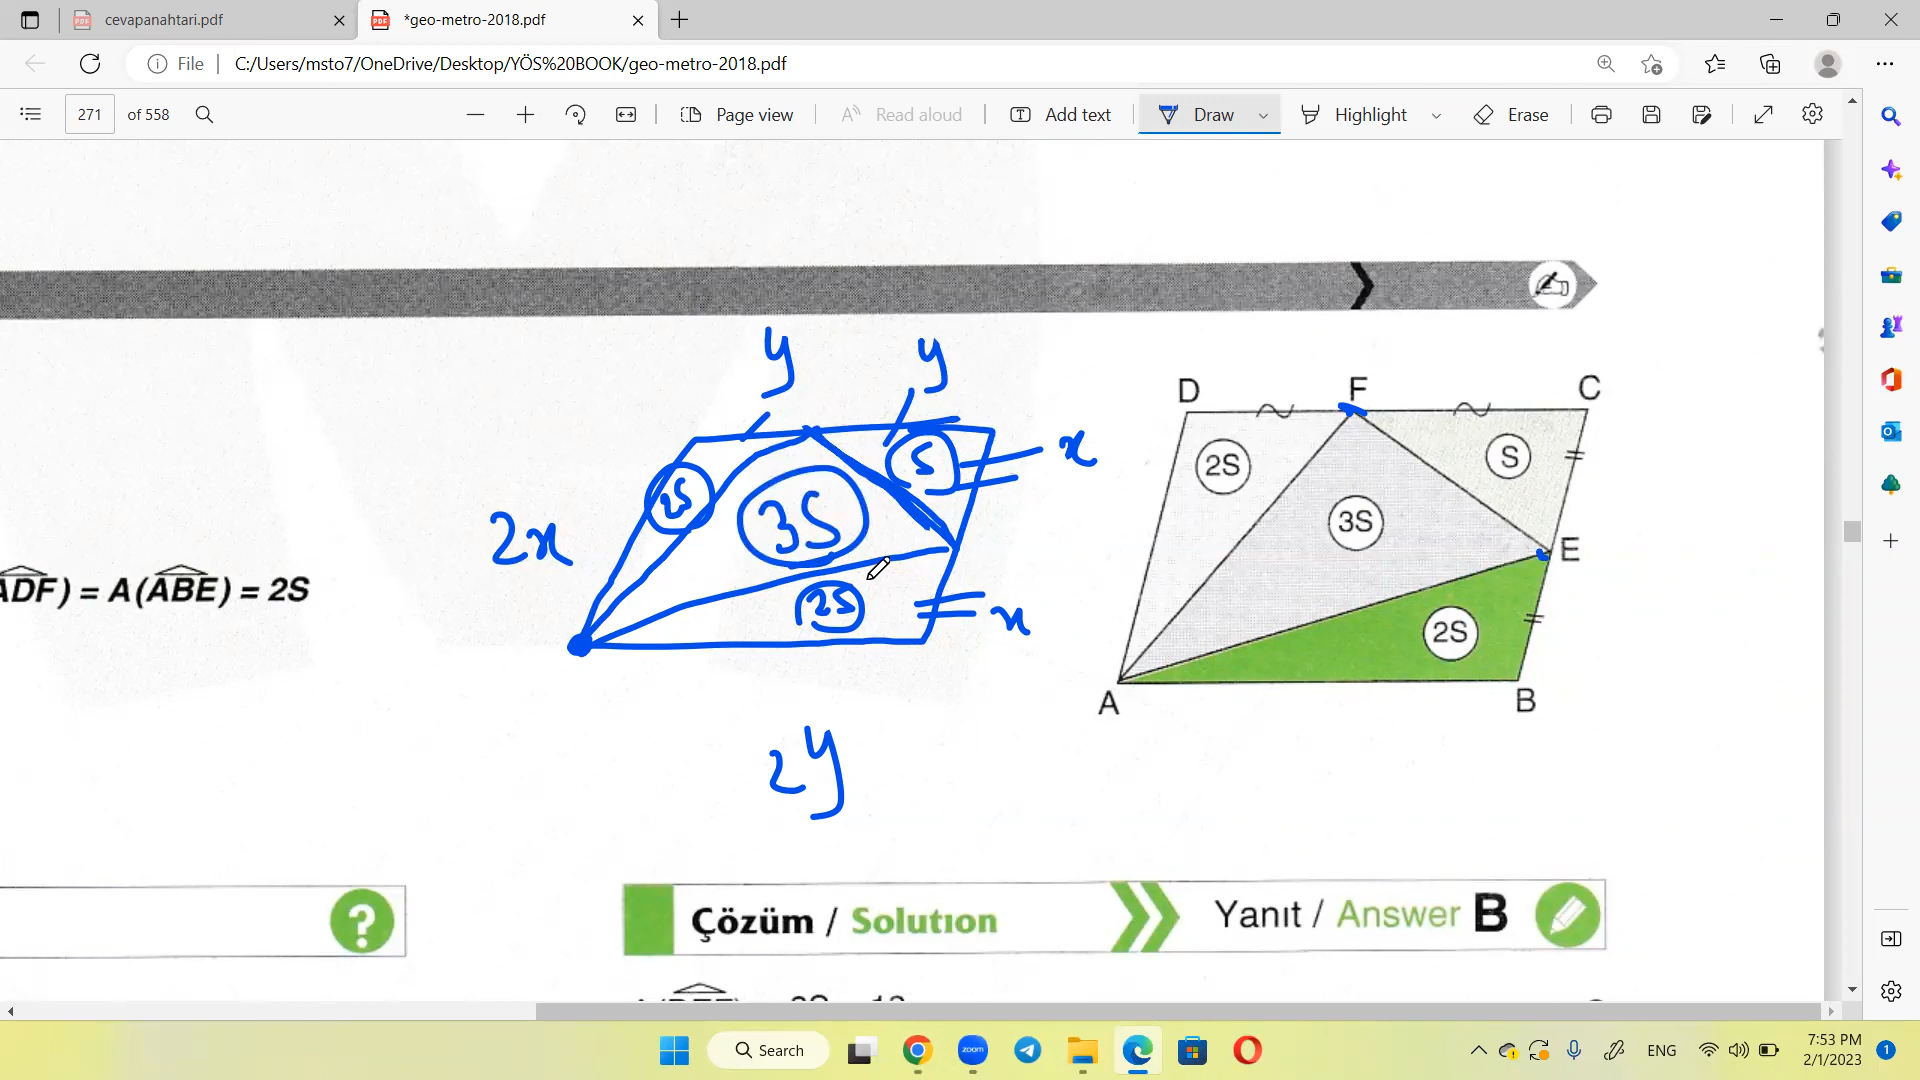 cevapanahtari.pdf
*geo-metro-2018.pdf
File
C:/Users/msto7/OneDrive/Desktop/YÖS%20BOOK/geo-metro-2018.pdf
271 of 558
Page view
Read aloud
Add text
Draw
Highlight
Erase
y y
D F C
S x
2S
2S S
2x 3S
3S
E
ADF) = A(ABE) = 2S
2S x
2S
A B
2y
?
Çözüm / Solution
Yanıt / Answer B
Search
zoom
ENG
7:53 PM
2/1/2023
1